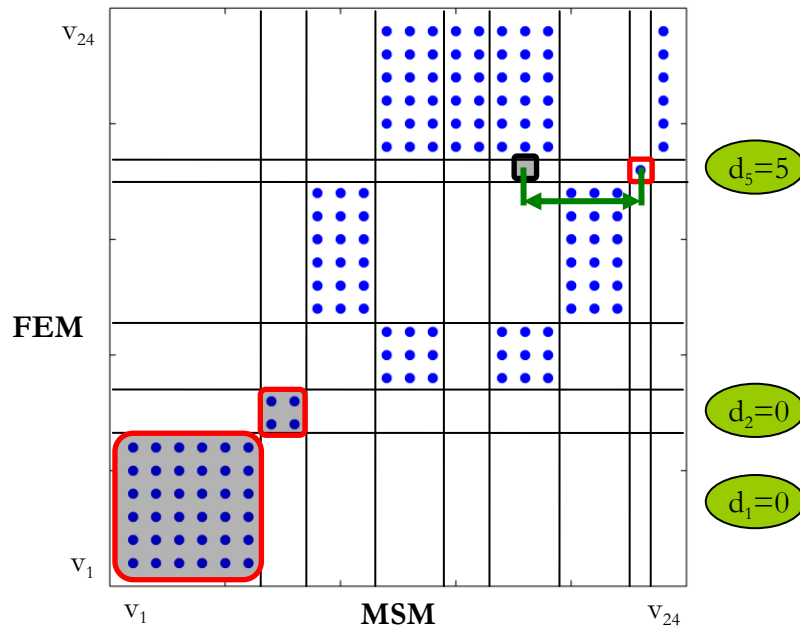 v₂₄
d₅=5
FEM
d₂=0
d₁=0
v₁
v₁
MSM
v₂₄